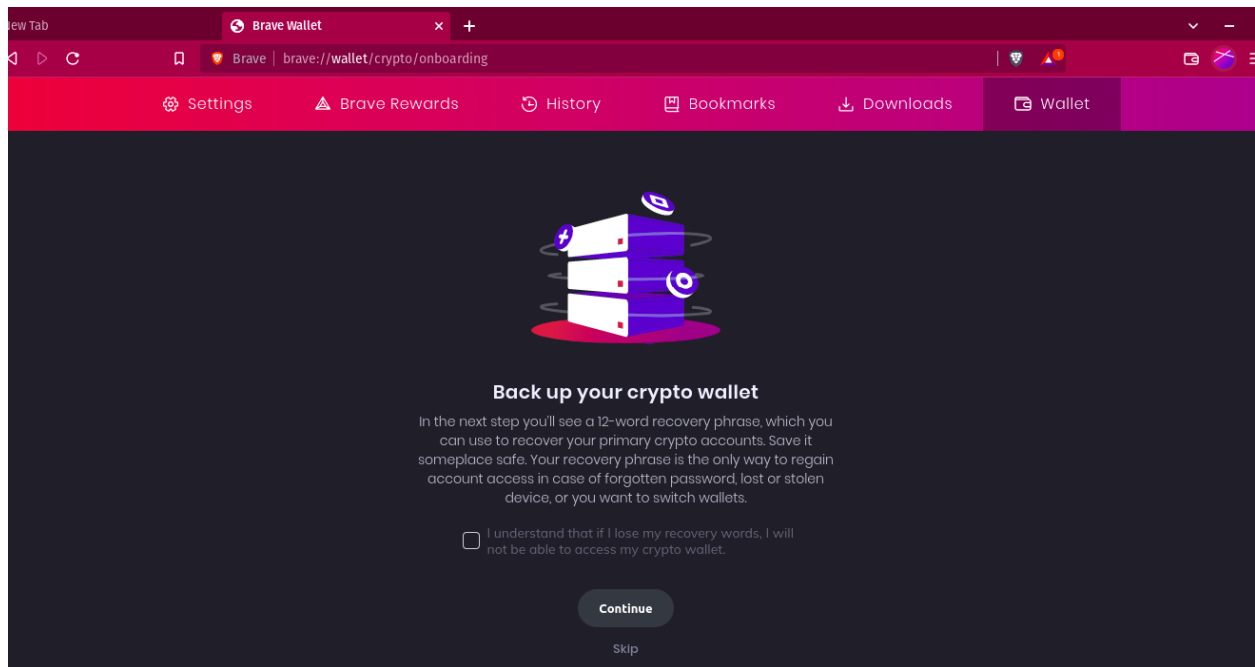 New Tab
Brave Wallet
Brave
brave://wallet/crypto/onboarding
1
Settings
Brave Rewards
History
Bookmarks
Downloads
Wallet
Back up your crypto wallet
In the next step you'll see a 12-word recovery phrase, which you
can use to recover your primary crypto accounts. Save it
someplace safe. Your recovery phrase is the only way to regain
account access in case of forgotten password, lost or stolen
device, or you want to switch wallets.
I understand that if I lose my recovery words, I will
not be able to access my crypto wallet.
Continue
Skip